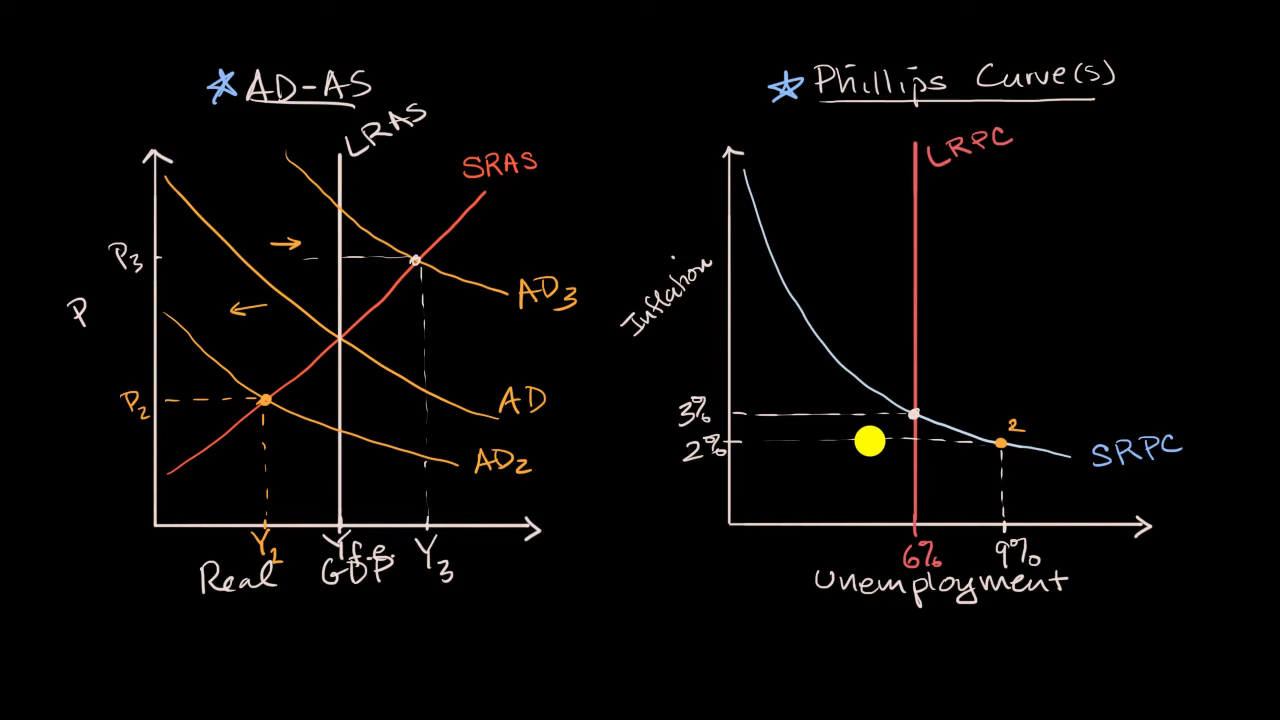 AD-AS
LRAS
SRAS
P3
P
AD3
AD
P2
AD2
Y2
Yf.e.
Y3
Real GDP
Phillips Curve(s)
LRPC
Inflation
3%
2%
2
SRPC
6%
9%
Unemployment